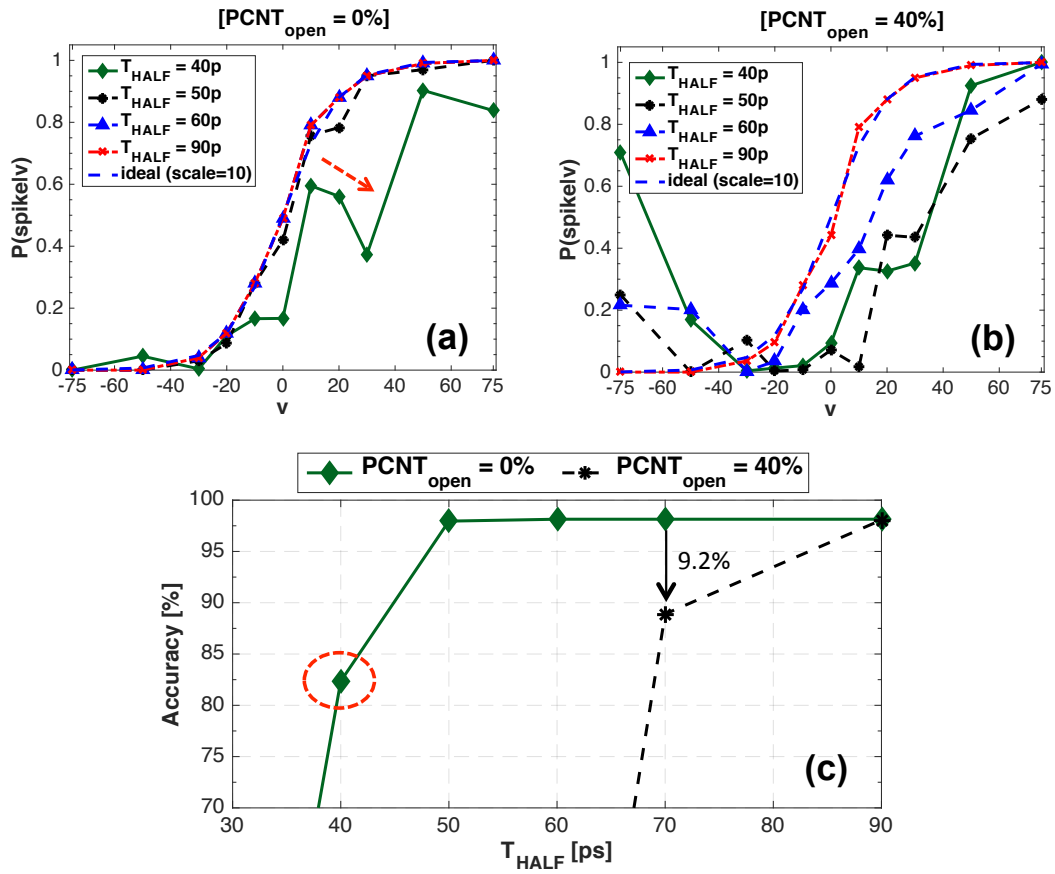 [PCNT_open = 0%]
P(spikelv)
1
0.8
0.6
0.4
0.2
0
T_HALF = 40p
T_HALF = 50p
T_HALF = 60p
T_HALF = 90p
ideal (scale=10)
(a)
-75 -60 -40 -20 0 20 40 60 75
v
[PCNT_open = 40%]
P(spikelv)
1
0.8
0.6
0.4
0.2
0
T_HALF = 40p
T_HALF = 50p
T_HALF = 60p
T_HALF = 90p
ideal (scale=10)
(b)
-75 -60 -40 -20 0 20 40 60 75
v
PCNT_open = 0% PCNT_open = 40%
Accuracy [%]
100
95
90
85
80
75
70
9.2%
(c)
30 40 50 60 70 80 90
T_HALF [ps]